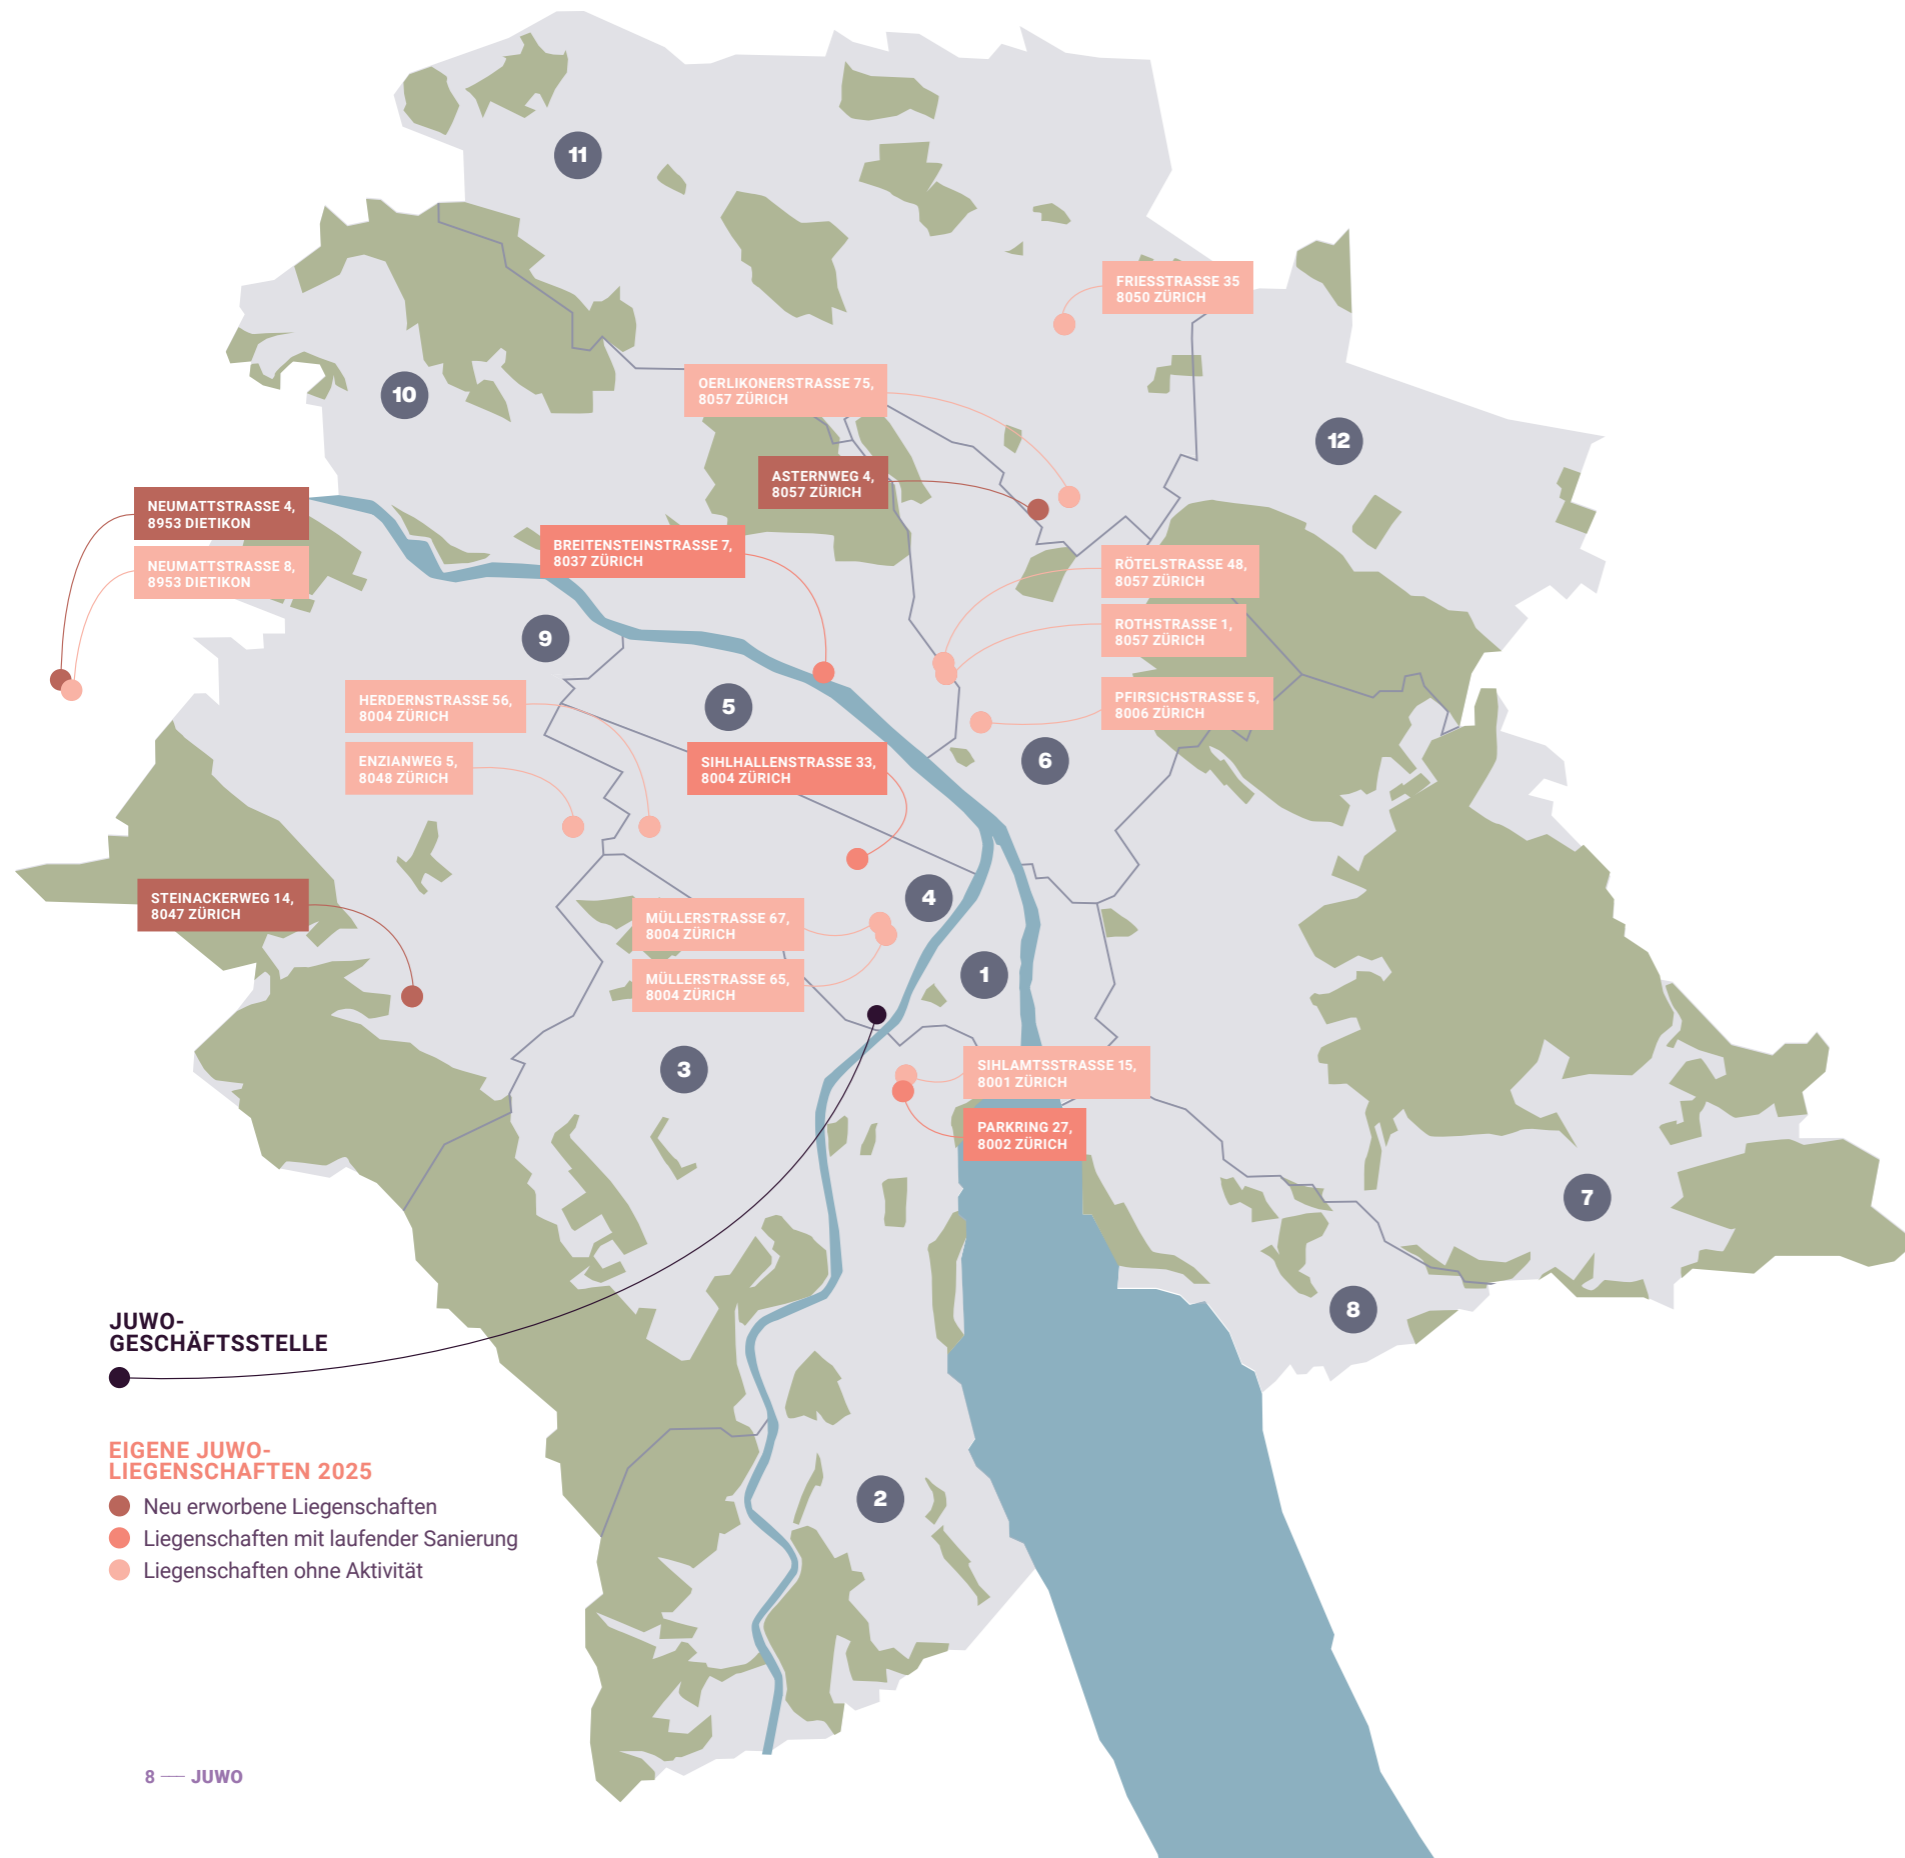 11
FRIESSTRASSE 35
8050 ZÜRICH
OERLIKONERSTRASSE 75,
8057 ZÜRICH
10
12
ASTERNWEG 4,
8057 ZÜRICH
NEUMATTSTRASSE 4,
8953 DIETIKON
BREITENSTEINSTRASSE 7,
8037 ZÜRICH
NEUMATTSTRASSE 8,
8953 DIETIKON
RÖTELSTRASSE 48,
8057 ZÜRICH
ROTHSTRASSE 1,
8057 ZÜRICH
9
PFIRSICHSTRASSE 5,
8006 ZÜRICH
HERDERNSTRASSE 56,
8004 ZÜRICH
5
ENZIANWEG 5,
8048 ZÜRICH
SIHLHALLENSTRASSE 33,
8004 ZÜRICH
6
STEINACKERWEG 14,
8047 ZÜRICH
4
MÜLLERSTRASSE 67,
8004 ZÜRICH
MÜLLERSTRASSE 65,
8004 ZÜRICH
1
3
SIHLAMTSSTRASSE 15,
8001 ZÜRICH
PARKRING 27,
8002 ZÜRICH
7
8
JUWO-
GESCHÄFTSSTELLE
EIGENE JUWO-
LIEGENSCHAFTEN 2025
Neu erworbene Liegenschaften
Liegenschaften mit laufender Sanierung
Liegenschaften ohne Aktivität
2
8 — JUWO